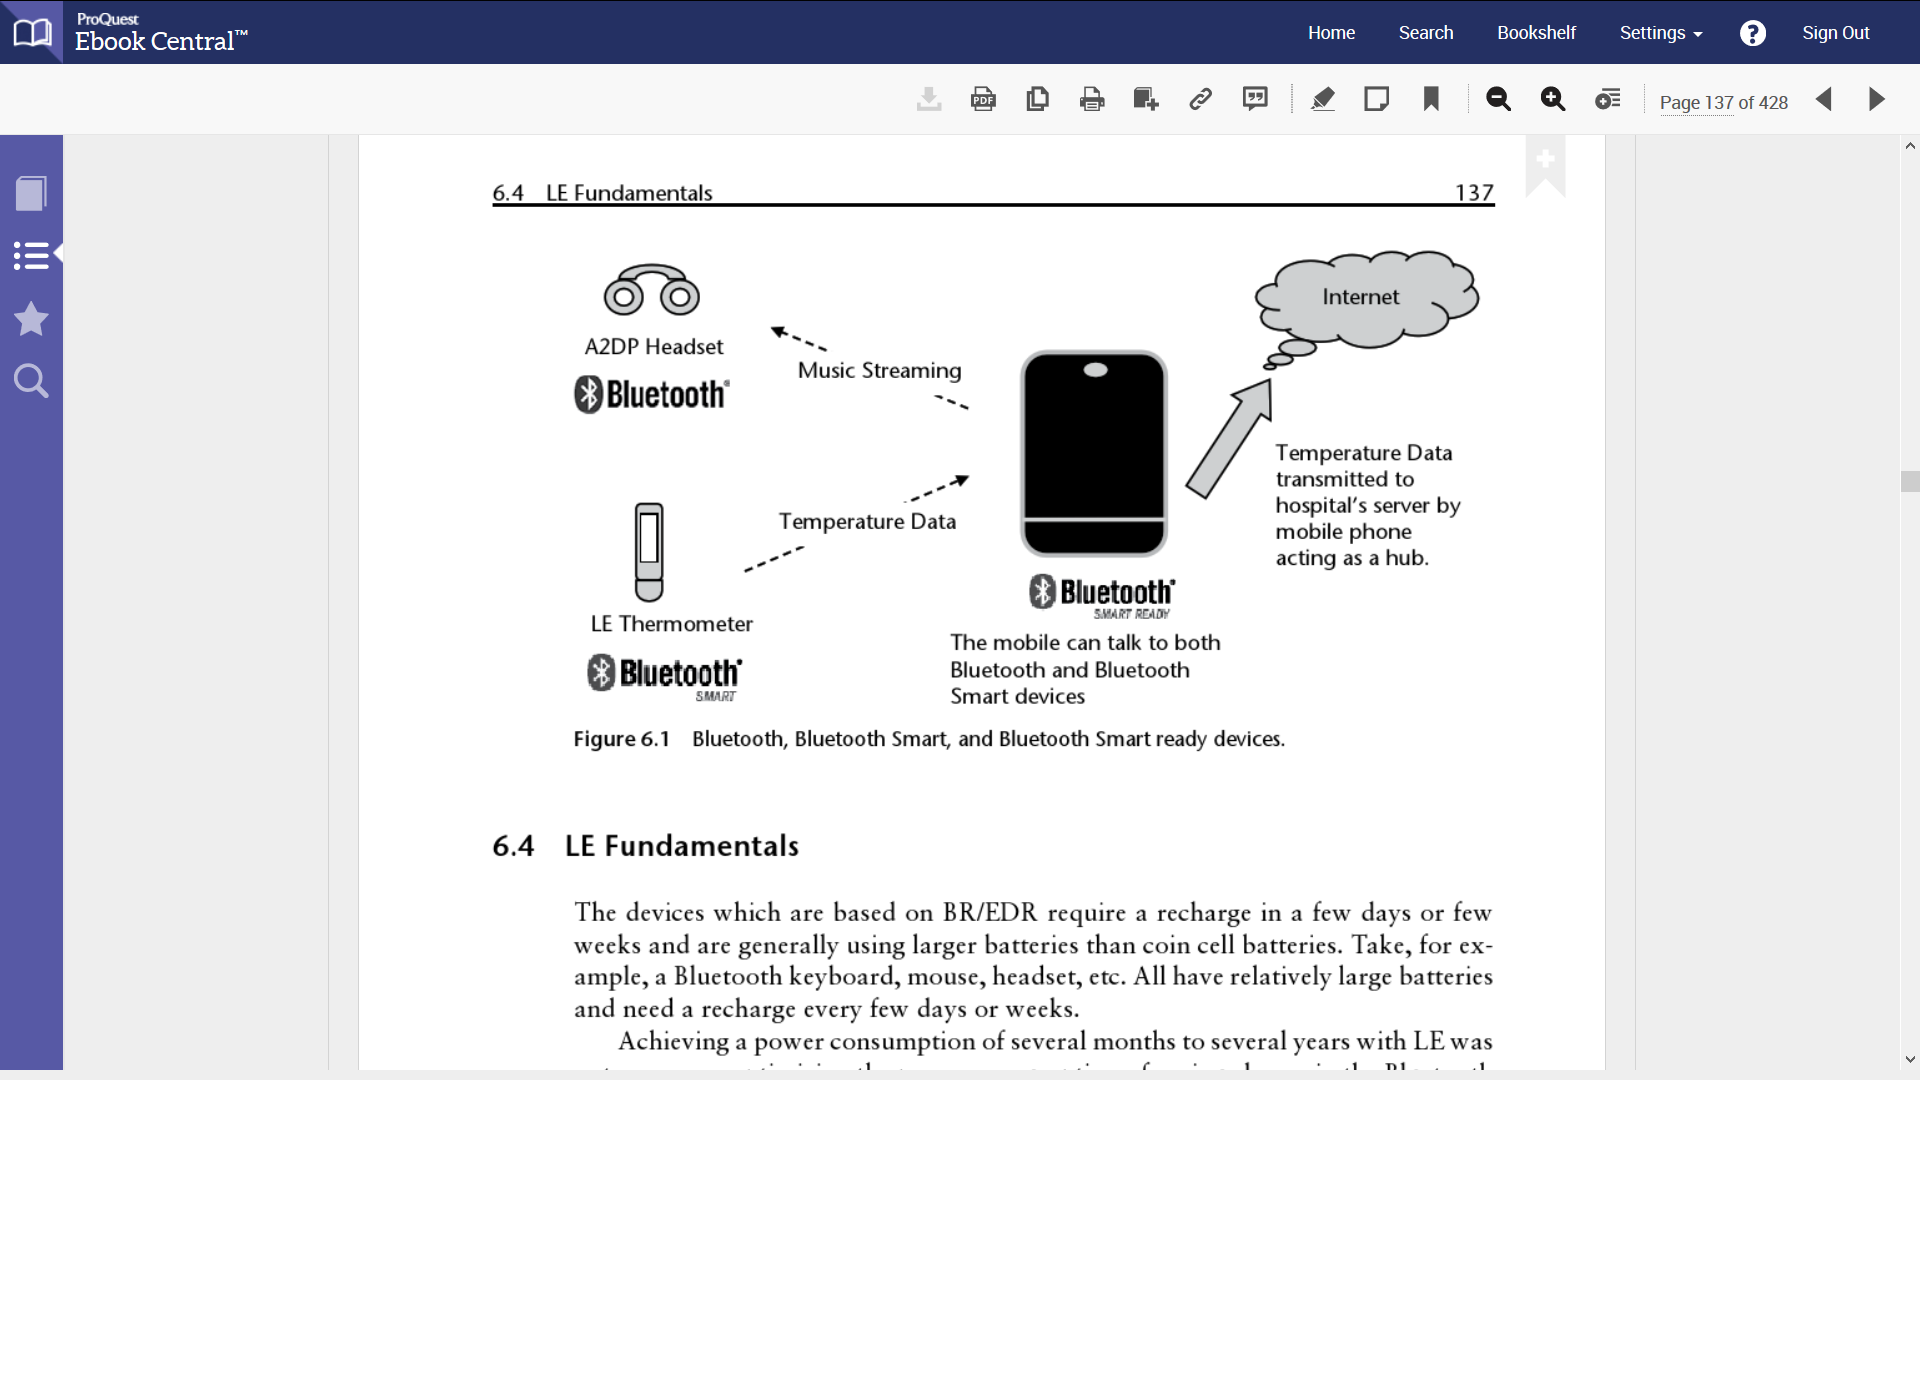 ProQuest
Ebook Central™
Home
Search
Bookshelf
Settings
?
Sign Out
PDF
Page 137 of 428
6.4 LE Fundamentals
137
Internet
A2DP Headset
Bluetooth®
Music Streaming
Temperature Data
transmitted to
hospital's server by
mobile phone
acting as a hub.
Temperature Data
LE Thermometer
Bluetooth®
SMART
Bluetooth®
SMART READY
The mobile can talk to both
Bluetooth and Bluetooth
Smart devices
Figure 6.1 Bluetooth, Bluetooth Smart, and Bluetooth Smart ready devices.
6.4 LE Fundamentals
The devices which are based on BR/EDR require a recharge in a few days or few
weeks and are generally using larger batteries than coin cell batteries. Take, for ex-
ample, a Bluetooth keyboard, mouse, headset, etc. All have relatively large batteries
and need a recharge every few days or weeks.
Achieving a power consumption of several months to several years with LE was